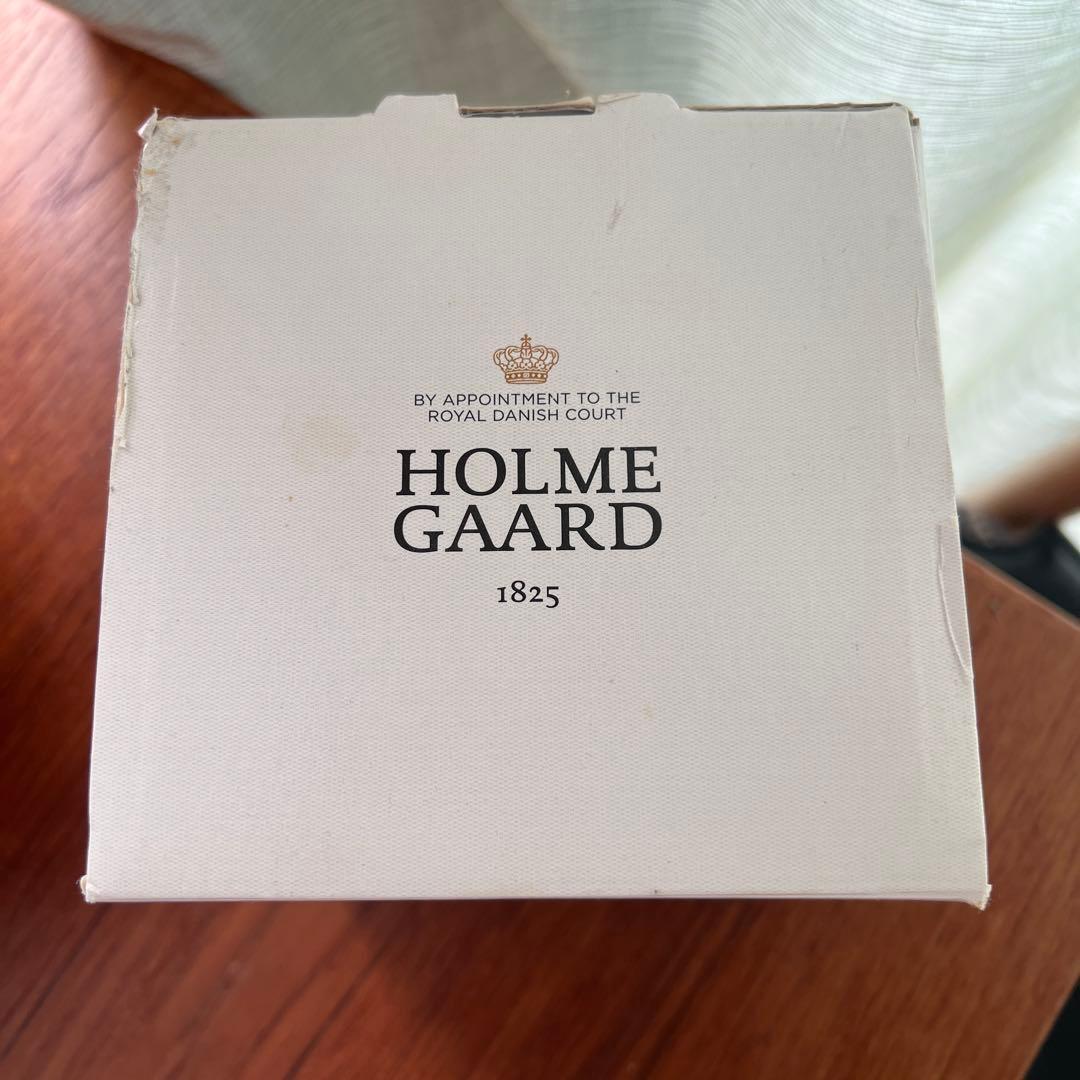 BY APPOINTMENT TO THE
ROYAL DANISH COURT
HOLME
GAARD
1825